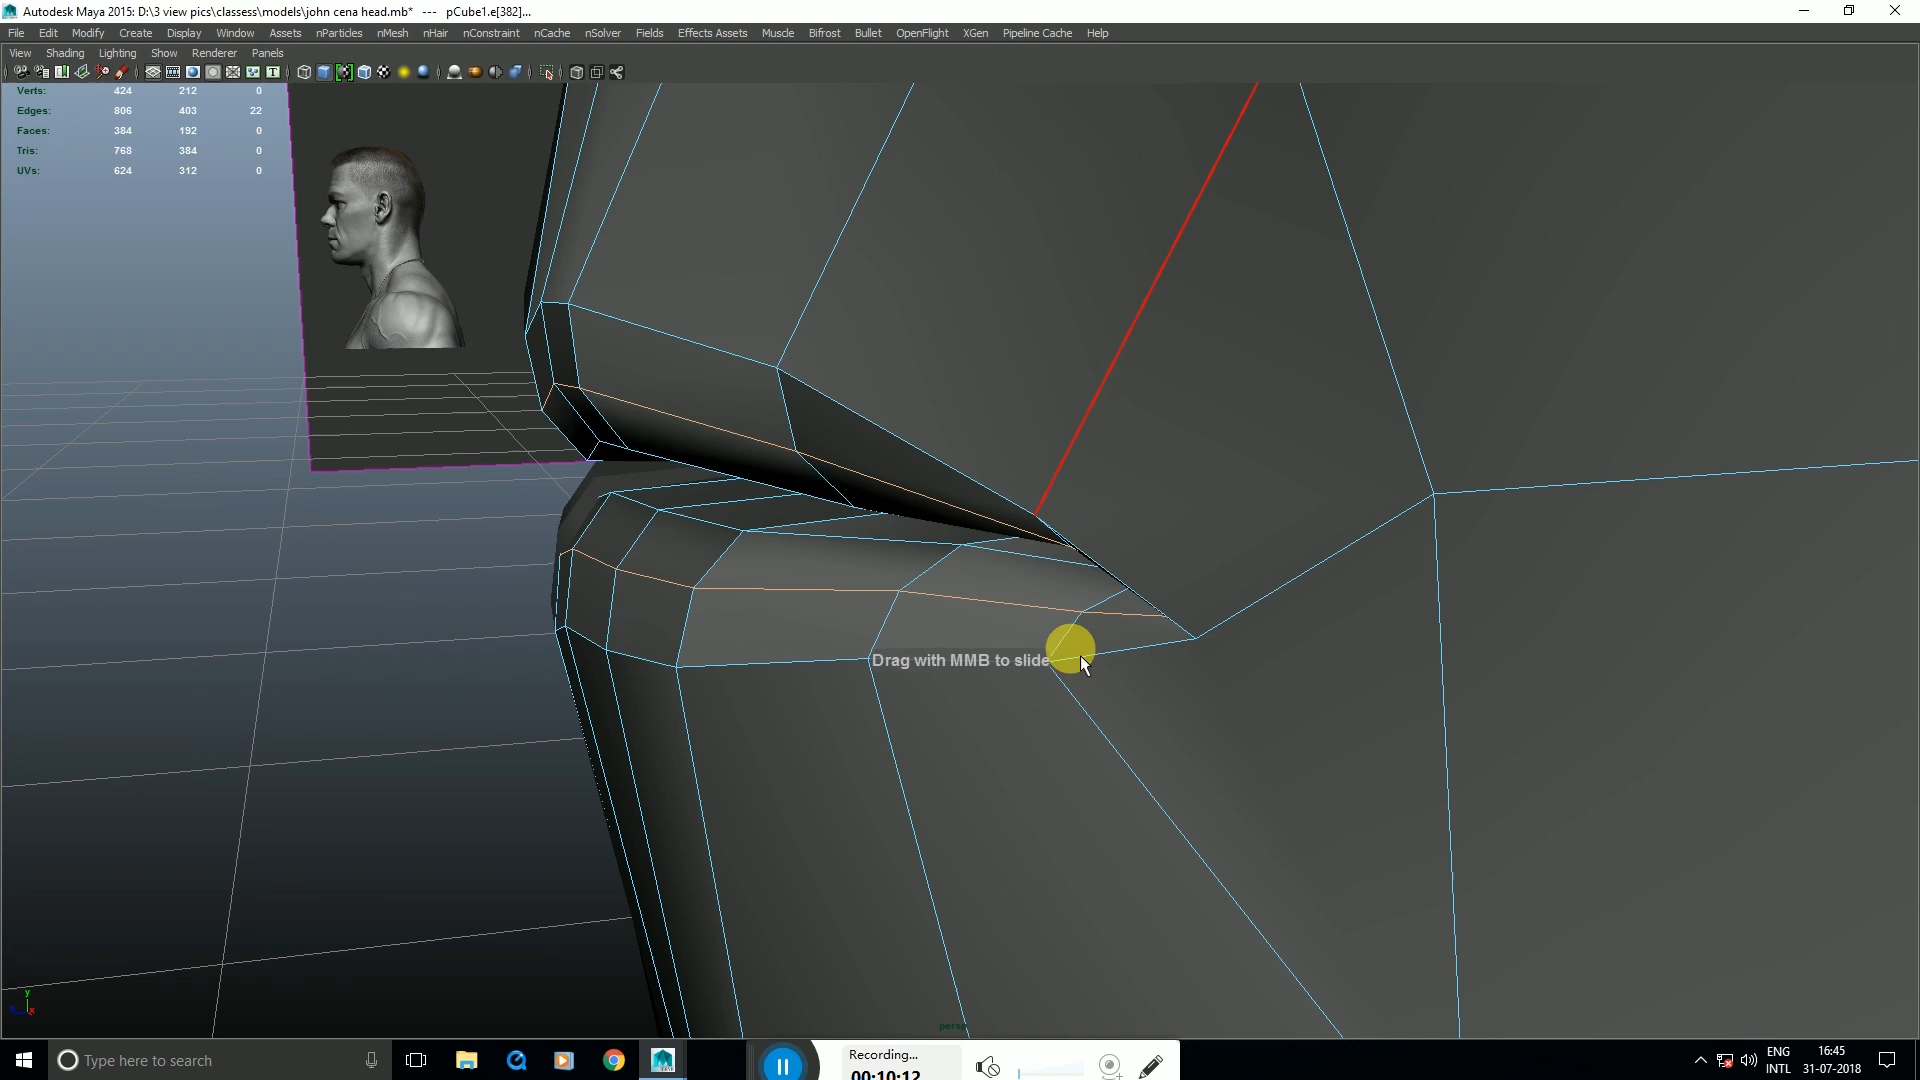 Autodesk Maya 2015: D:\3 view pics\classess\models\john cena head.mb* --- pCube1.e[382]...
File Edit Modify Create Display Window Assets nParticles nMesh nHair nConstraint nCache nSolver Fields Effects Assets Muscle Bifrost Bullet OpenFlight XGen Pipeline Cache Help
View Shading Lighting Show Renderer Panels
Verts: 424 212 0
Edges: 806 403 22
Faces: 384 192 0
Tris: 768 384 0
UVs: 624 312 0
Drag with MMB to slide
y
x
persp
Type here to search
Recording...
00:10:12
ENG
INTL
16:45
31-07-2018